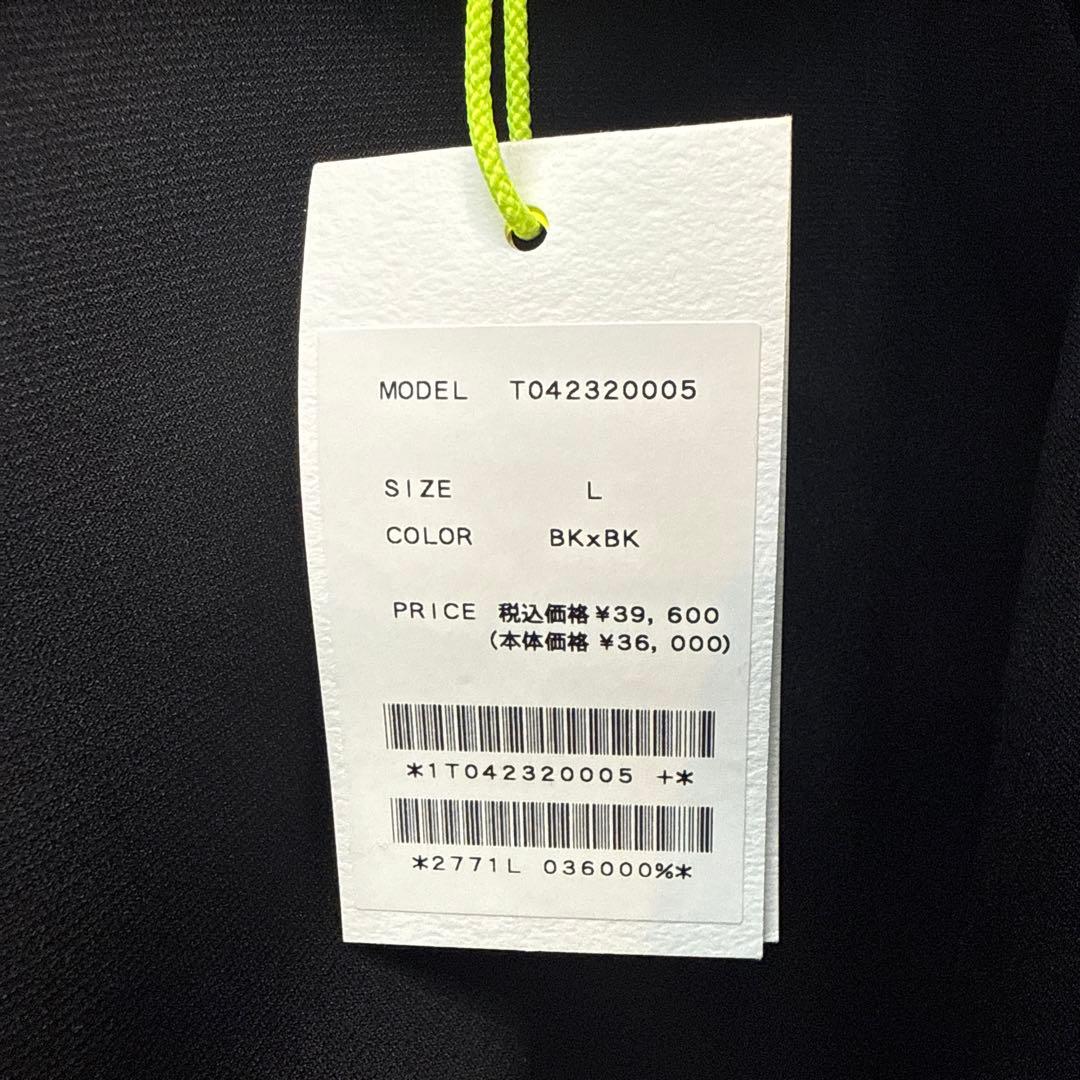 MODEL T042320005
SIZE L
COLOR BKxBK
PRICE 税込価格 ¥39,600
(本体価格 ¥36,000)
*1T042320005 +*
*2771L 036000%*